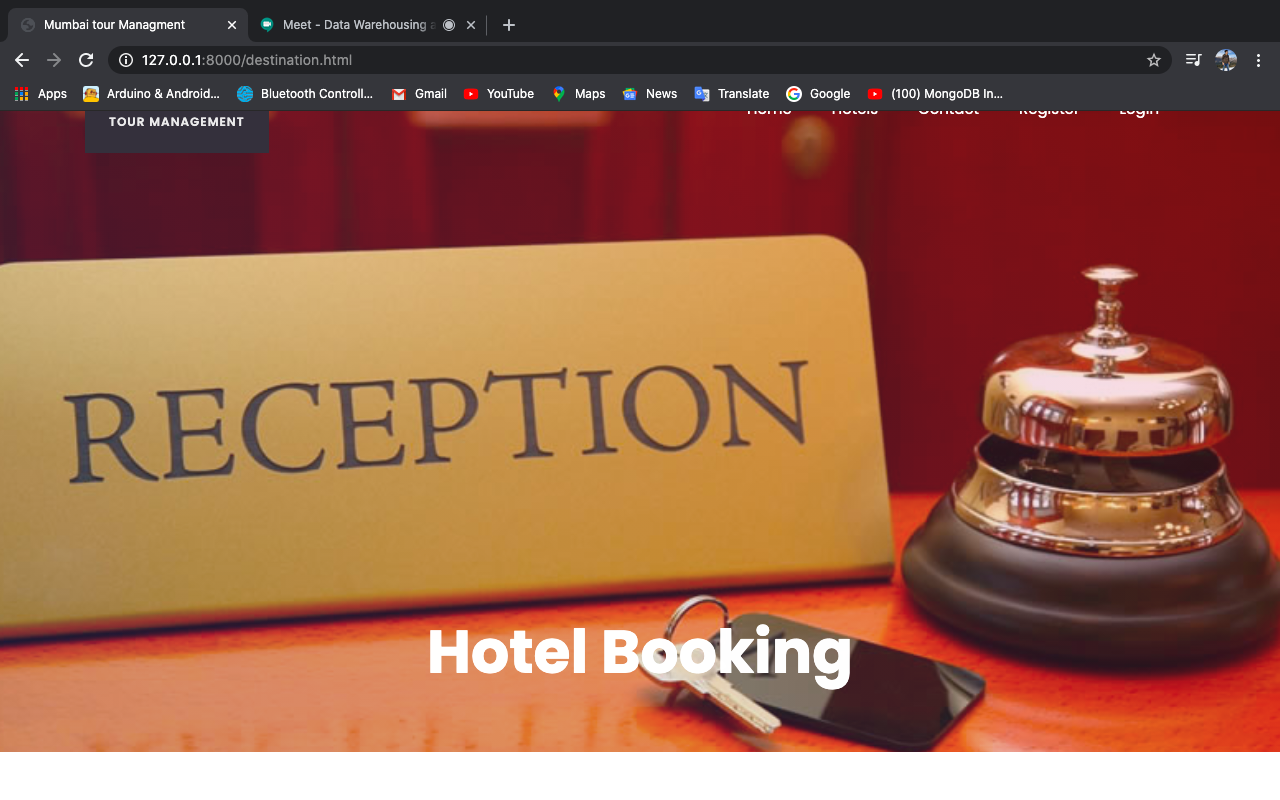 Mumbai tour Managment
Meet - Data Warehousing a
127.0.0.1:8000/destination.html
Apps
Arduino & Android...
Bluetooth Controll...
Gmail
YouTube
Maps
News
Translate
Google
(100) MongoDB In...
TOUR MANAGEMENT
Home
Hotels
Contact
Register
Login
RECEPTION
Hotel Booking